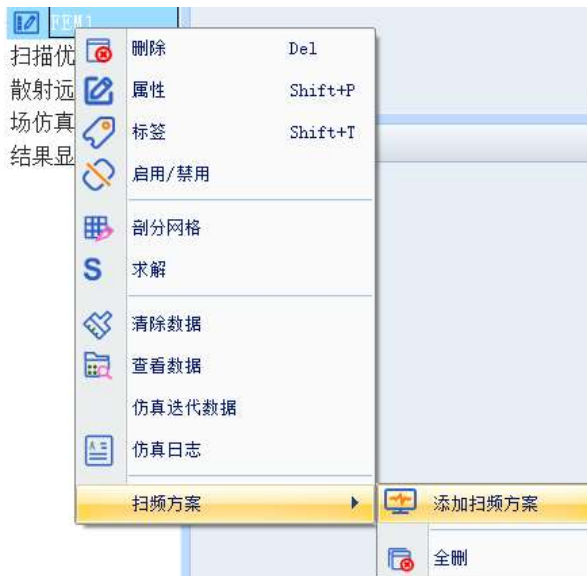 FEM1
扫描优
散射远
场仿真
结果显
删除 Del
属性 Shift+P
标签 Shift+T
启用/禁用
剖分网格
S 求解
清除数据
查看数据
仿真迭代数据
仿真日志
扫频方案
添加扫频方案
全删